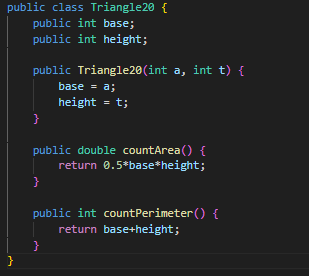 public class Triangle20 {
    public int base;
    public int height;

    public Triangle20(int a, int t) {
        base = a;
        height = t;
    }

    public double countArea() {
        return 0.5*base*height;
    }

    public int countPerimeter() {
        return base+height;
    }
}